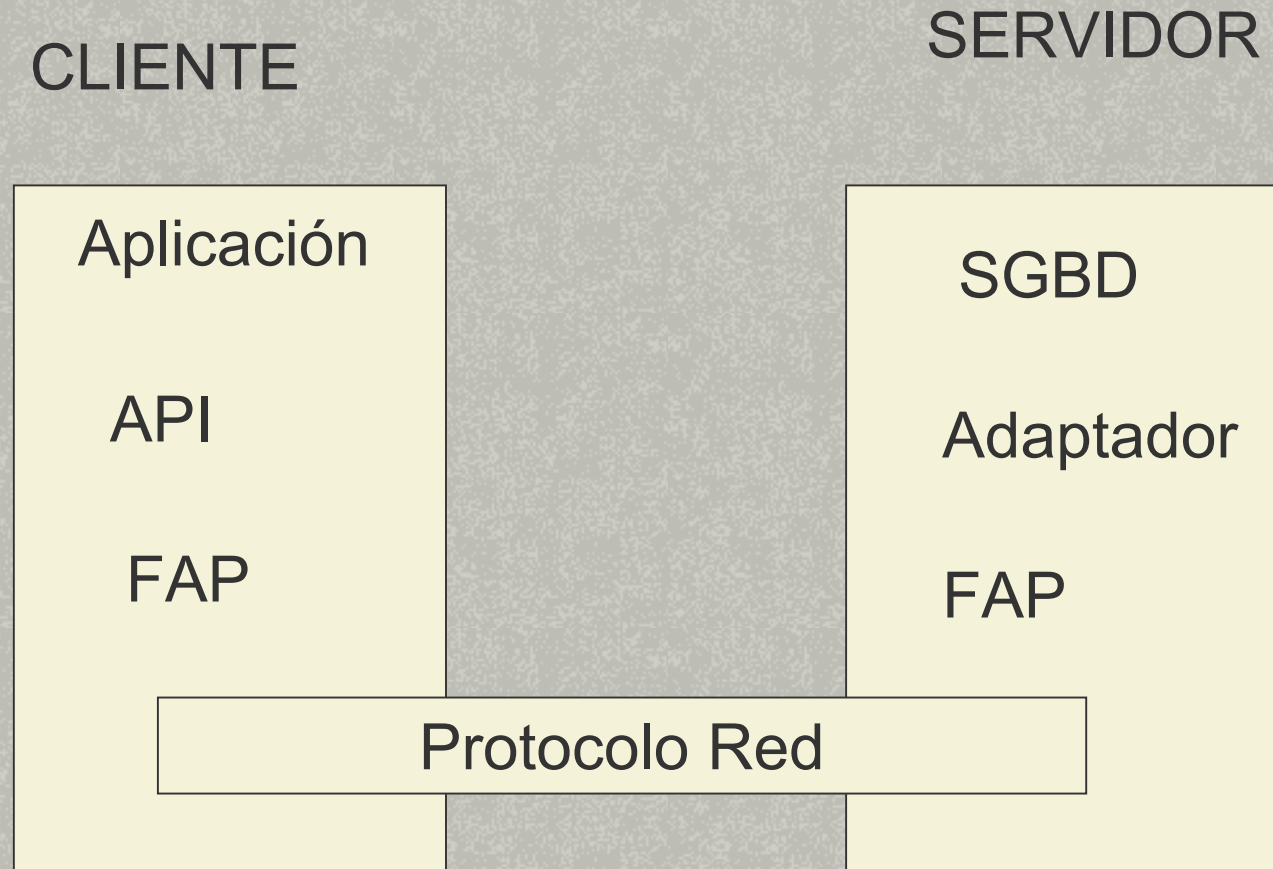 CLIENTE
SERVIDOR
Aplicación
API
FAP
SGBD
Adaptador
FAP
Protocolo Red